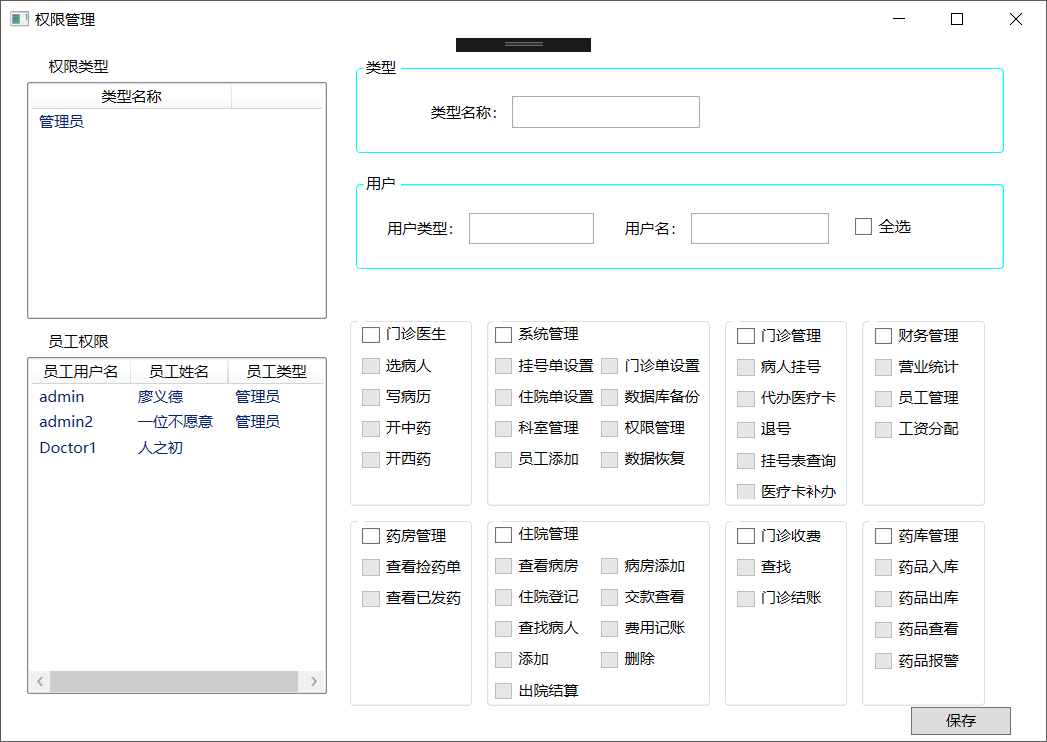 权限管理
权限类型
类型名称
管理员
员工权限
员工用户名 员工姓名 员工类型
admin 廖义德 管理员
admin2 一位不愿意 管理员
Doctor1 人之初
类型
类型名称：
用户
用户类型： 用户名： 全选
门诊医生
选病人
写病历
开中药
开西药
系统管理
挂号单设置 门诊单设置
住院单设置 数据库备份
科室管理 权限管理
员工添加 数据恢复
门诊管理
病人挂号
代办医疗卡
退号
挂号表查询
医疗卡补办
财务管理
营业统计
员工管理
工资分配
药房管理
查看捡药单
查看已发药
住院管理
查看病房 病房添加
住院登记 交款查看
查找病人 费用记账
添加 删除
出院结算
门诊收费
查找
门诊结账
药库管理
药品入库
药品出库
药品查看
药品报警
保存